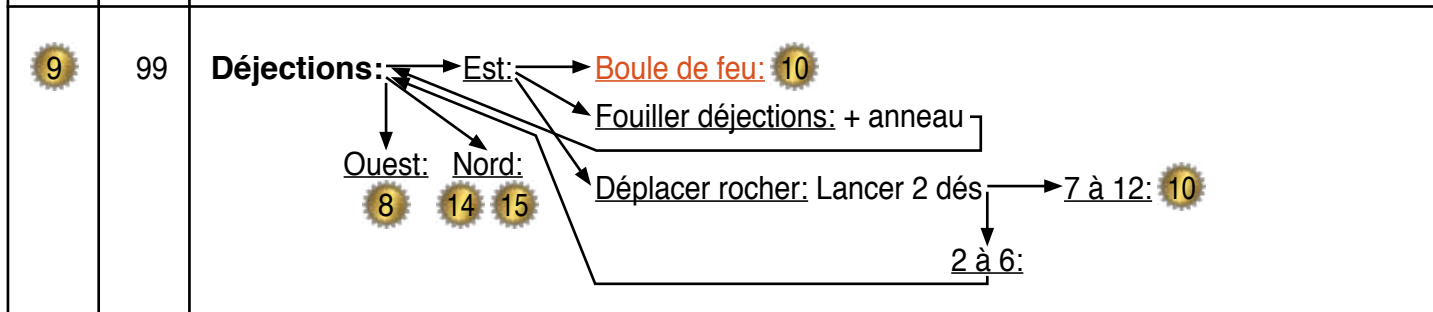 9 99 Déjections: Est: Boule de feu: 10
Fouiller déjections: + anneau
Ouest: Nord:
Déplacer rocher: Lancer 2 dés 7 à 12: 10
8 14 15
2 à 6: